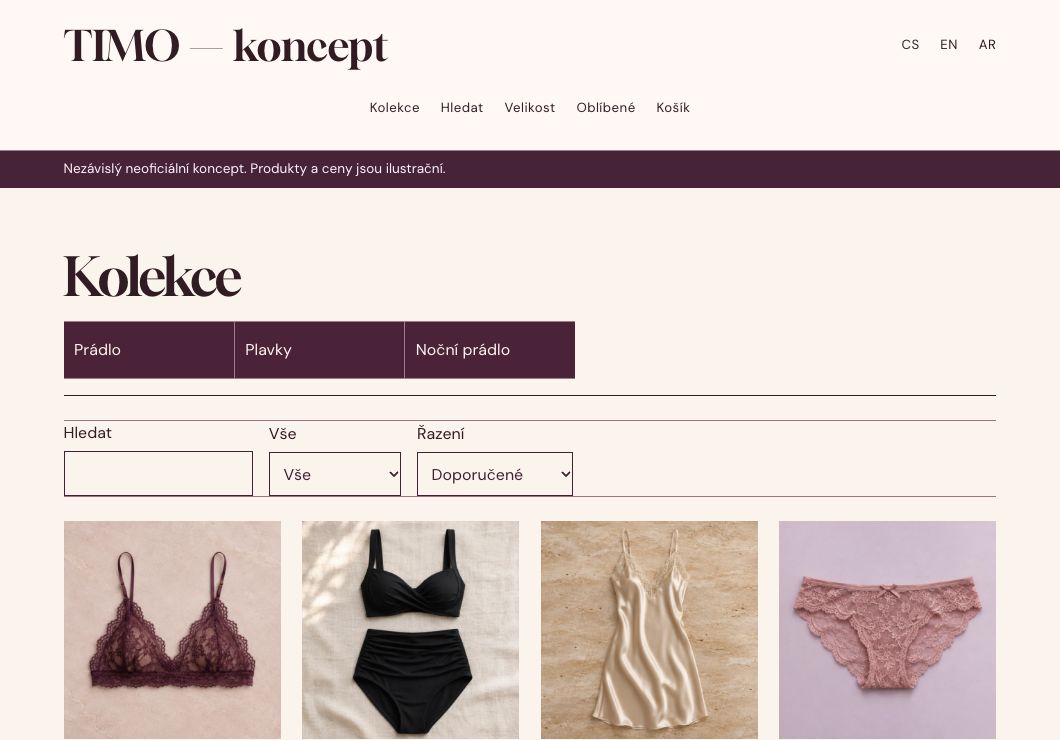 TIMO — koncept
CS EN AR
Kolekce Hledat Velikost Oblíbené Košík
Nezávislý neoficiální koncept. Produkty a ceny jsou ilustrační.
Kolekce
Prádlo Plavky Noční prádlo
Hledat Vše Řazení
Vše Doporučené